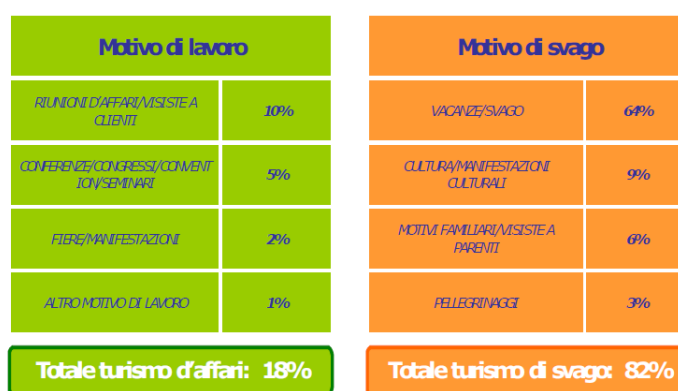 Motivo di lavoro
RIUNIONI D'AFFARI/VISISTE A
CLIENTI
10%
CONFERENZE/CONGRESSI/CONVENT
ION/SEMINARI
5%
FIERE/MANIFESTAZIONI
2%
ALTRO MOTIVO DI LAVORO
1%
Totale turismo d'affari: 18%
Motivo di svago
VACANZE/SVAGO
64%
CULTURA/MANIFESTAZIONI
CULTURALI
9%
MOTIVI FAMILIARI/VISISTE A
PARENTI
6%
PELLEGRINAGGI
3%
Totale turismo di svago: 82%